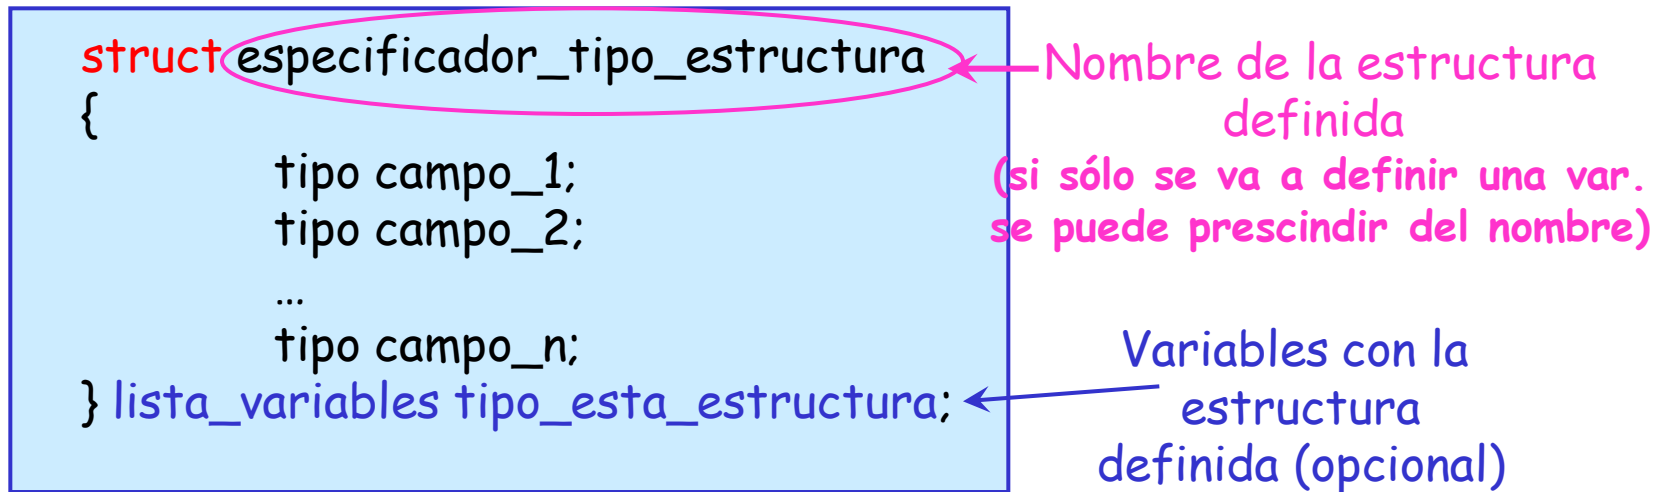 struct especificador_tipo_estructura
{
tipo campo_1;
tipo campo_2;
…
tipo campo_n;
} lista_variables tipo_esta_estructura;
Nombre de la estructura
definida
(si sólo se va a definir una var.
se puede prescindir del nombre)
Variables con la
estructura
definida (opcional)